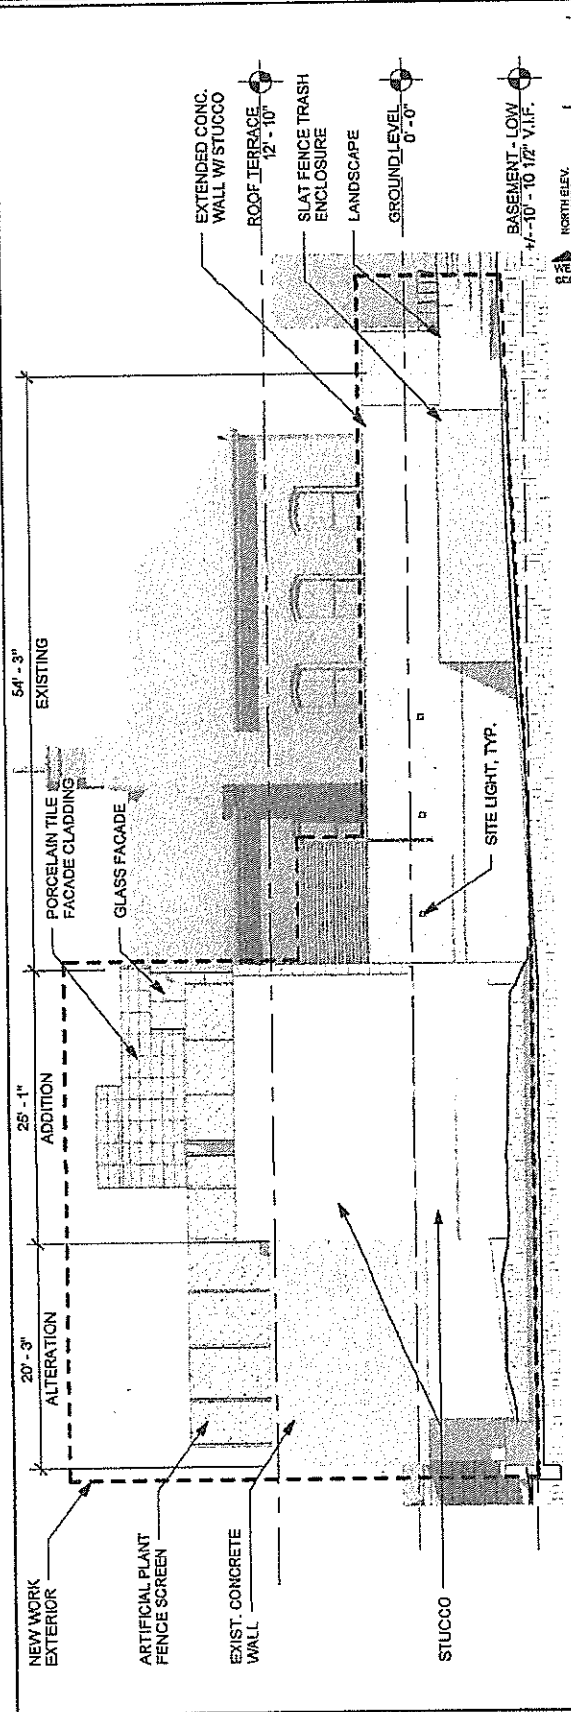 NEW WORK
EXTERIOR
20' - 3"
ALTERATION
25' - 1"
ADDITION
54' - 3"
EXISTING
PORCELAIN TILE
FACADE CLADDING
GLASS FACADE
ARTIFICIAL PLANT
FENCE SCREEN
EXIST. CONCRETE
WALL
STUCCO
SITE LIGHT, TYP.
EXTENDED CONC.
WALL W/ STUCCO
ROOF TERRACE
12' - 10"
SLAT FENCE TRASH
ENCLOSURE
LANDSCAPE
GROUND LEVEL
0' - 0"
BASEMENT - LOW
+/- -10' - 10 1/2" V.I.F.
NORTH ELEV.